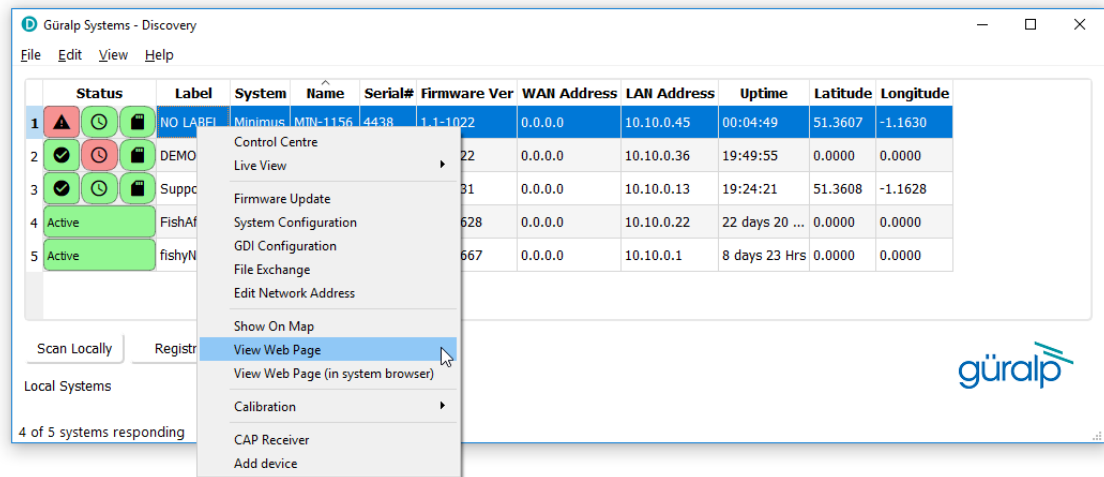 Güralp Systems - Discovery
File Edit View Help
Status Label System Name Serial# Firmware Ver WAN Address LAN Address Uptime Latitude Longitude
1 NO LABEL Minimus MIN-1156 4438 1.1-1022 0.0.0.0 10.10.0.45 00:04:49 51.3607 -1.1630
2 DEMO 22 0.0.0.0 10.10.0.36 19:49:55 0.0000 0.0000
3 Suppo 31 0.0.0.0 10.10.0.13 19:24:21 51.3608 -1.1628
4 Active FishAf 628 0.0.0.0 10.10.0.22 22 days 20 ... 0.0000 0.0000
5 Active fishyN 667 0.0.0.0 10.10.0.1 8 days 23 Hrs 0.0000 0.0000
Control Centre
Live View
Firmware Update
System Configuration
GDI Configuration
File Exchange
Edit Network Address
Show On Map
View Web Page
View Web Page (in system browser)
Calibration
CAP Receiver
Add device
Scan Locally Registr
Local Systems
4 of 5 systems responding
güralp